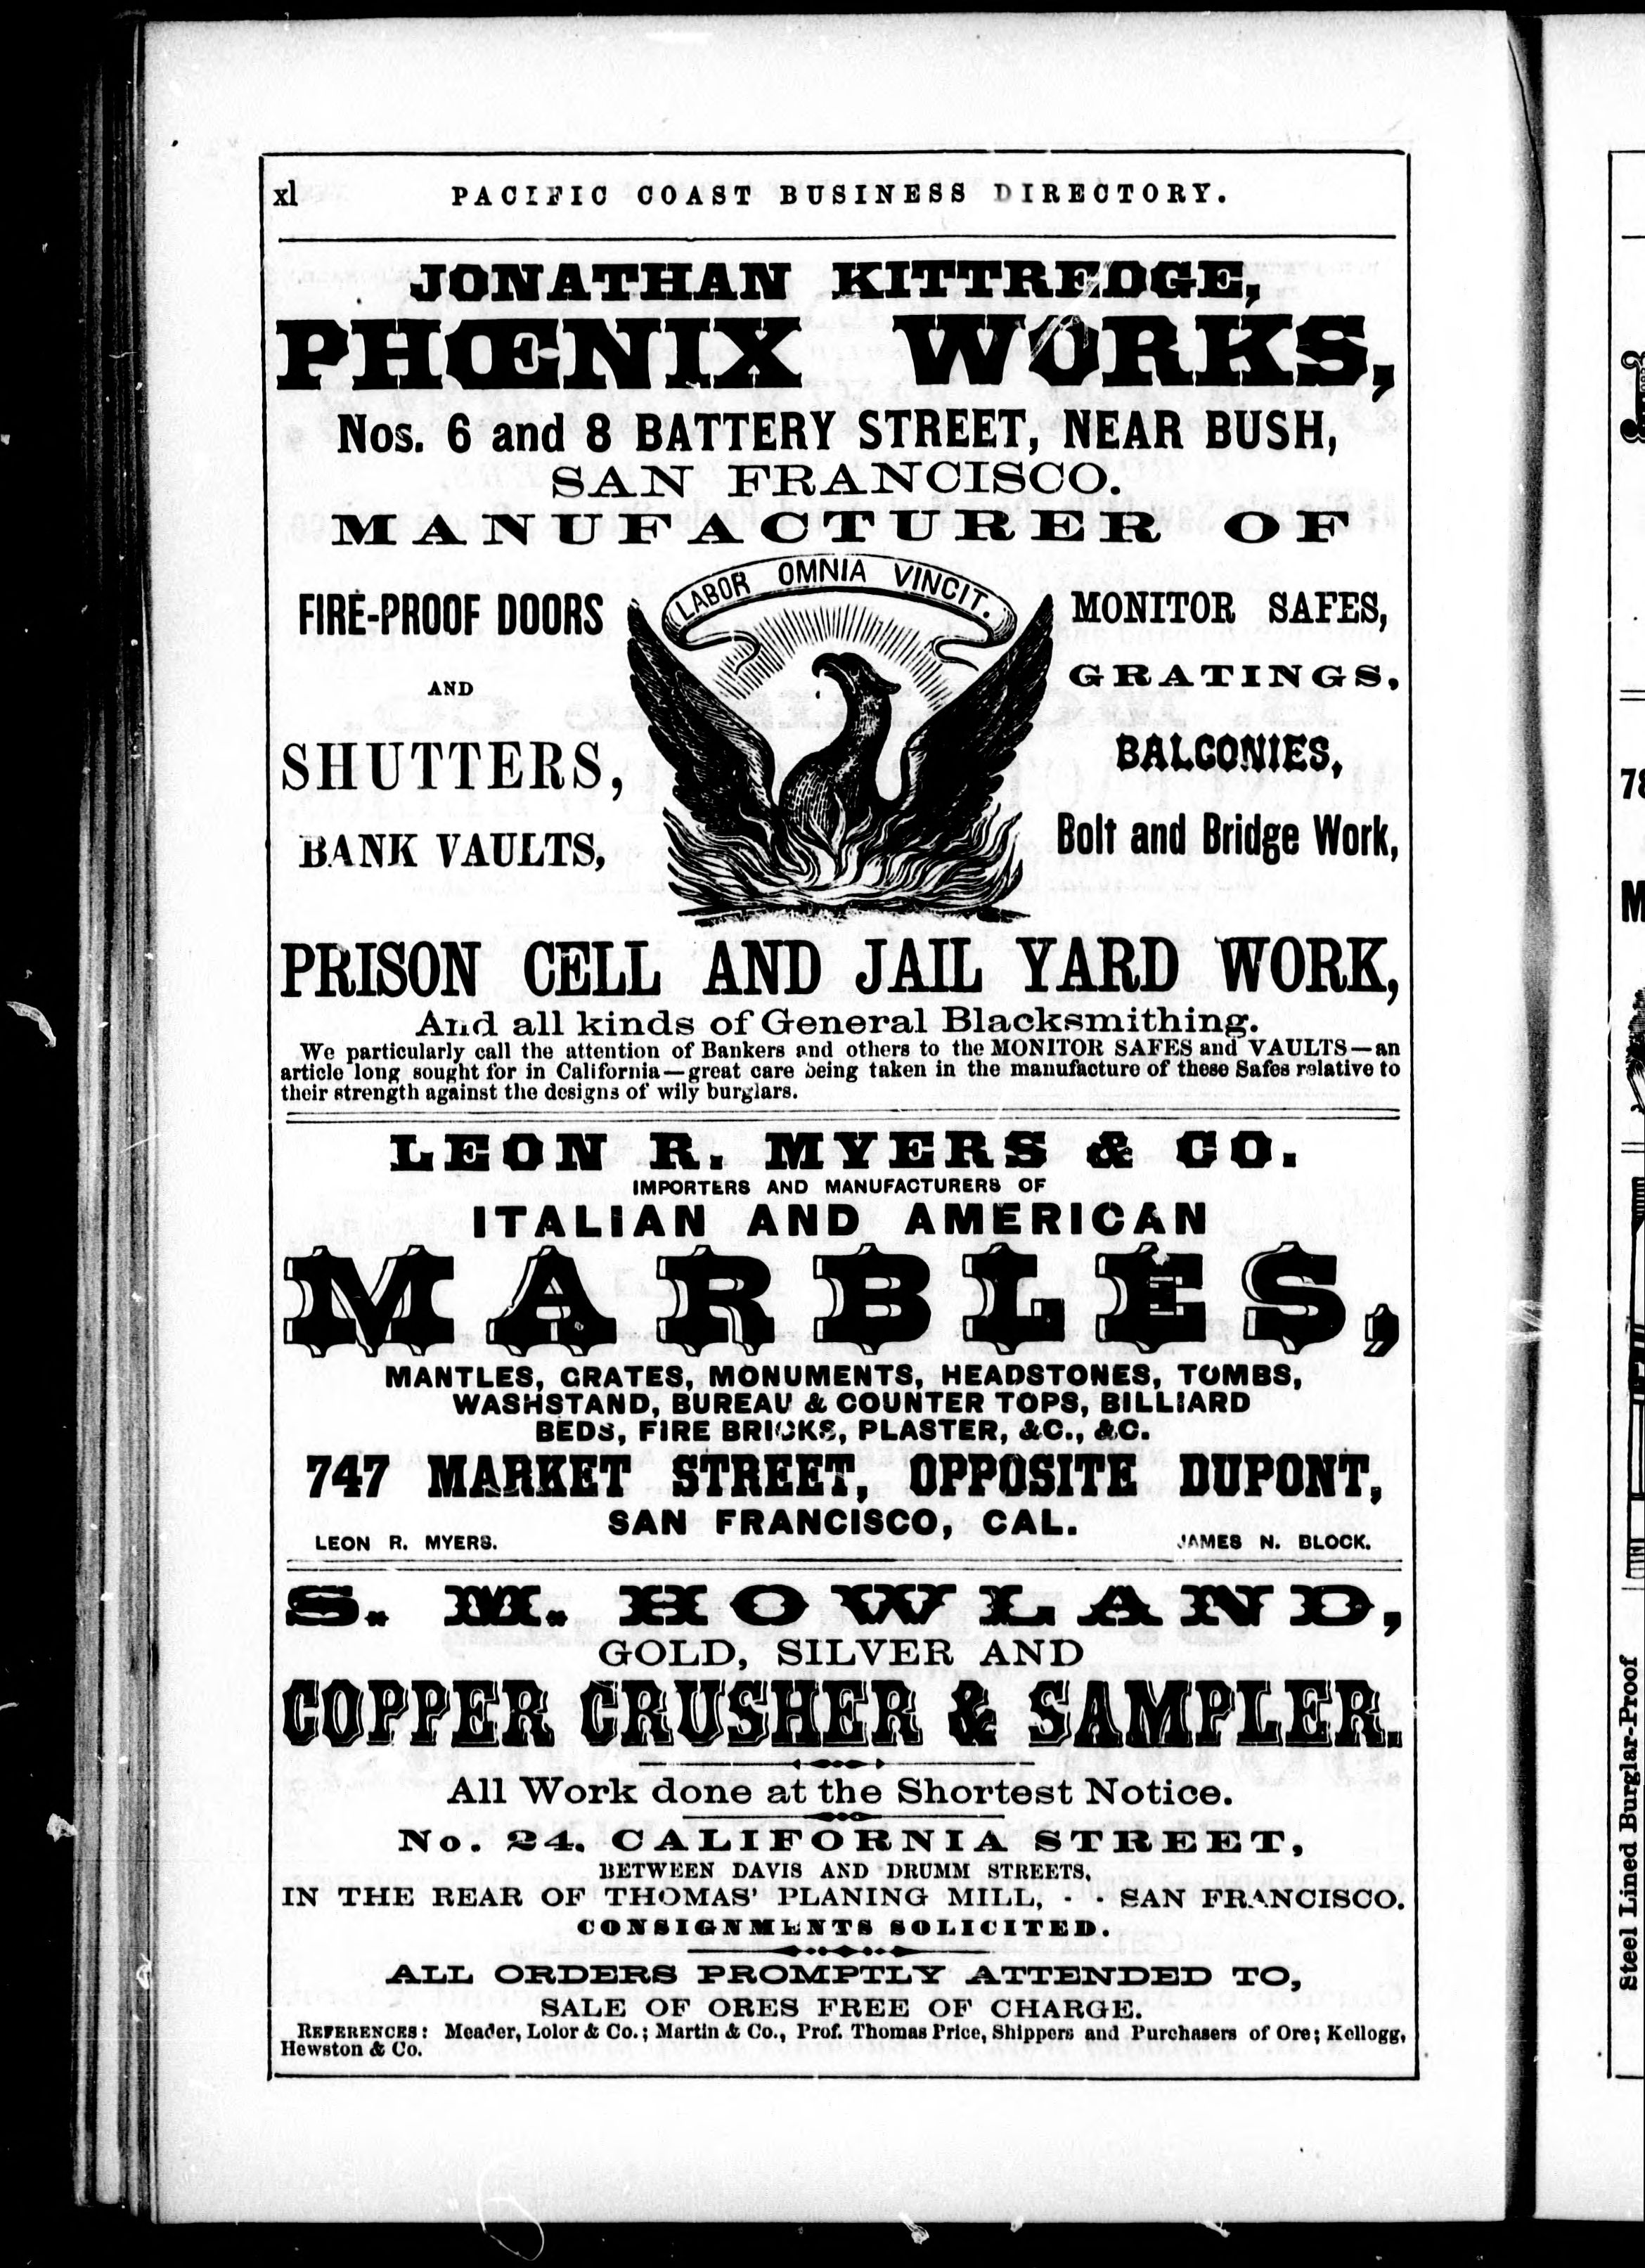 xl PACIFIC COAST BUSINESS DIRECTORY.
JONATHAN KITTREDGE,
PHŒNIX WORKS,
Nos. 6 and 8 BATTERY STREET, NEAR BUSH,
SAN FRANCISCO.
MANUFACTURER OF
LABOR OMNIA VINCIT.
FIRE-PROOF DOORS
AND
SHUTTERS,
BANK VAULTS,
MONITOR SAFES,
GRATINGS,
BALCONIES,
Bolt and Bridge Work,
PRISON CELL AND JAIL YARD WORK,
And all kinds of General Blacksmithing.
We particularly call the attention of Bankers and others to the MONITOR SAFES and VAULTS—an
article long sought for in California—great care being taken in the manufacture of these Safes relative to
their strength against the designs of wily burglars.
LEON R. MYERS & CO.
IMPORTERS AND MANUFACTURERS OF
ITALIAN AND AMERICAN
MARBLES,
MANTLES, GRATES, MONUMENTS, HEADSTONES, TOMBS,
WASHSTAND, BUREAU & COUNTER TOPS, BILLIARD
BEDS, FIRE BRICKS, PLASTER, &C., &C.
747 MARKET STREET, OPPOSITE DUPONT,
SAN FRANCISCO, CAL.
LEON R. MYERS. JAMES N. BLOCK.
S. M. HOWLAND,
GOLD, SILVER AND
COPPER CRUSHER & SAMPLER.
All Work done at the Shortest Notice.
No. 24. CALIFORNIA STREET,
BETWEEN DAVIS AND DRUMM STREETS,
IN THE REAR OF THOMAS' PLANING MILL, - - SAN FRANCISCO.
CONSIGNMENTS SOLICITED.
ALL ORDERS PROMPTLY ATTENDED TO,
SALE OF ORES FREE OF CHARGE.
REFERENCES: Meader, Lolor & Co.; Martin & Co., Prof. Thomas Price, Shippers and Purchasers of Ore; Kellogg,
Hewston & Co.
78
M
Steel Lined Burglar-Proof